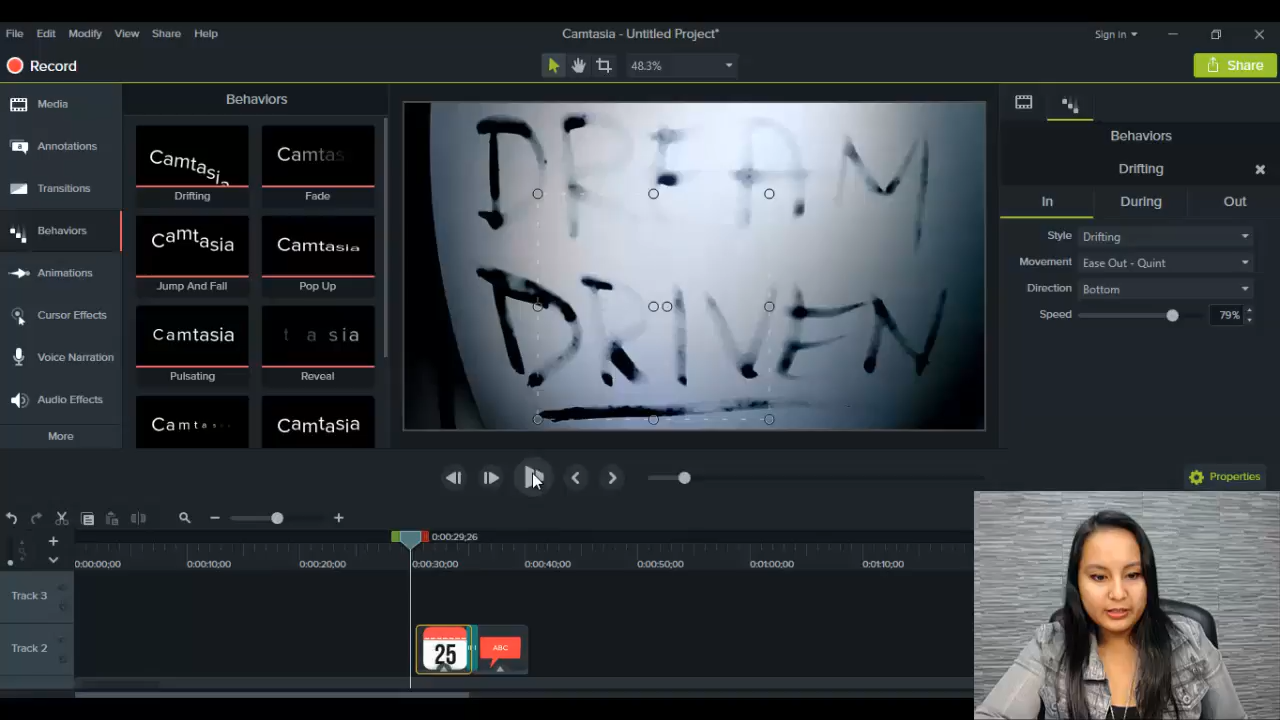 File Edit Modify View Share Help
Camtasia - Untitled Project*
Sign in
Record
48.3%
Share
Media
Annotations
Transitions
Behaviors
Animations
Cursor Effects
Voice Narration
Audio Effects
More
Behaviors
Camtasia
Drifting
Camtas
Fade
Camtasia
Jump And Fall
Camtasia
Pop Up
Camtasia
Pulsating
t a sia
Reveal
Camtasia
DREAM
DRIVEN
Behaviors
Drifting
In During Out
Style Drifting
Movement Ease Out - Quint
Direction Bottom
Speed 79%
Properties
0:00:29;26
0:00:00;00 0:00:10;00 0:00:20;00 0:00:30;00 0:00:40;00 0:00:50;00 0:01:00;00 0:01:10;00
Track 3
Track 2
25
ABC